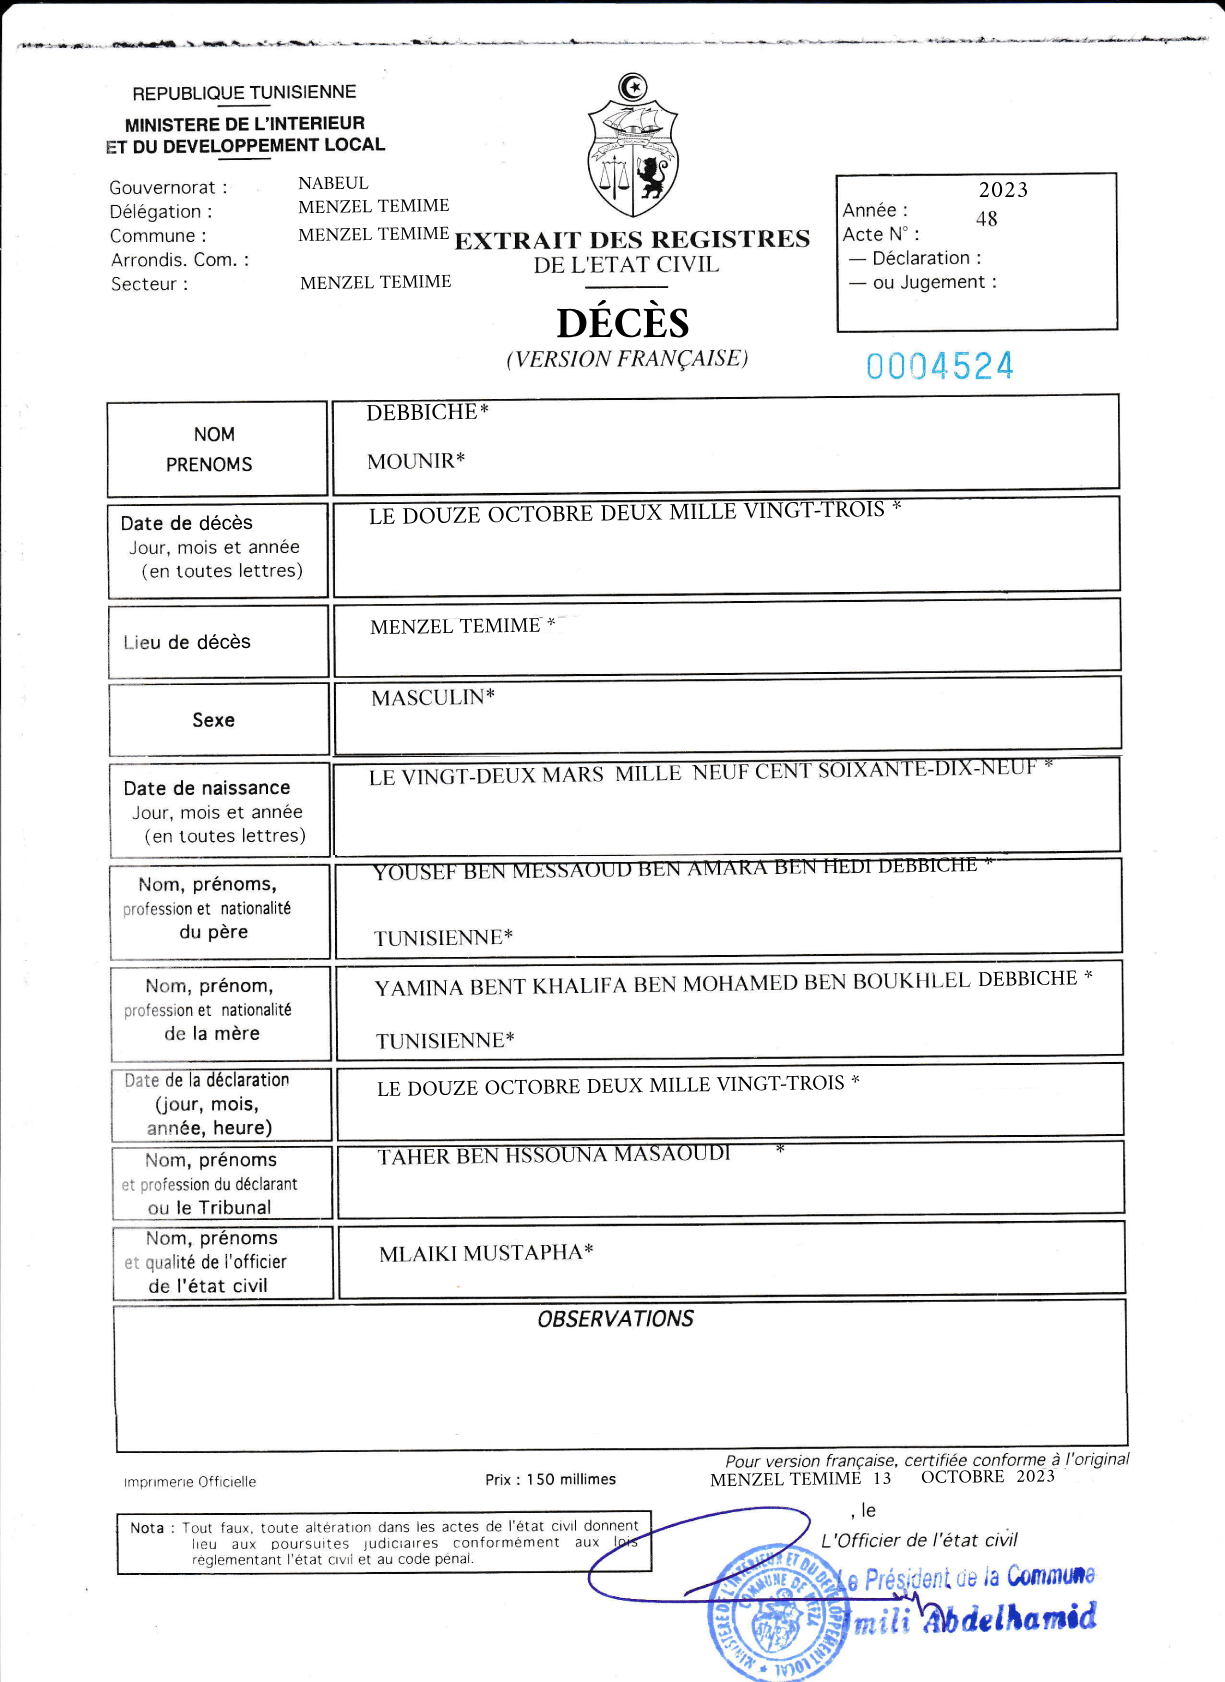 REPUBLIQUE TUNISIENNE
MINISTERE DE L'INTERIEUR
ET DU DEVELOPPEMENT LOCAL
Gouvernorat : NABEUL
Délégation : MENZEL TEMIME
Commune : MENZEL TEMIME
Arrondis. Com. :
Secteur : MENZEL TEMIME
EXTRAIT DES REGISTRES
DE L'ETAT CIVIL
DÉCÈS
(VERSION FRANÇAISE)
Année : 2023
Acte N° : 48
— Déclaration :
— ou Jugement :
0004524
NOM
PRENOMS
DEBBICHE*
MOUNIR*
Date de décès
Jour, mois et année
(en toutes lettres)
LE DOUZE OCTOBRE DEUX MILLE VINGT-TROIS *
Lieu de décès
MENZEL TEMIME *
Sexe
MASCULIN*
Date de naissance
Jour, mois et année
(en toutes lettres)
LE VINGT-DEUX MARS MILLE NEUF CENT SOIXANTE-DIX-NEUF *
Nom, prénoms,
profession et nationalité
du père
YOUSEF BEN MESSAOUD BEN AMARA BEN HEDI DEBBICHE *
TUNISIENNE*
Nom, prénom,
profession et nationalité
de la mère
YAMINA BENT KHALIFA BEN MOHAMED BEN BOUKHLEL DEBBICHE *
TUNISIENNE*
Date de la déclaration
(jour, mois,
année, heure)
LE DOUZE OCTOBRE DEUX MILLE VINGT-TROIS *
Nom, prénoms
et profession du déclarant
ou le Tribunal
TAHER BEN HSSOUNA MASAOUDI *
Nom, prénoms
et qualité de l'officier
de l'état civil
MLAIKI MUSTAPHA*
OBSERVATIONS
Imprimerie Officielle
Prix : 150 millimes
Pour version française, certifiée conforme à l'original
MENZEL TEMIME 13 OCTOBRE 2023
, le
L'Officier de l'état civil
Nota : Tout faux, toute altération dans les actes de l'état civil donnent
lieu aux poursuites judiciaires conformément aux lois
réglementant l'état civil et au code pénal.
Le Président de la Commune
Abdelhamid
MINISTERE DE L'INTERIEUR ET DU DEVELOPPEMENT LOCAL
COMMUNE DE